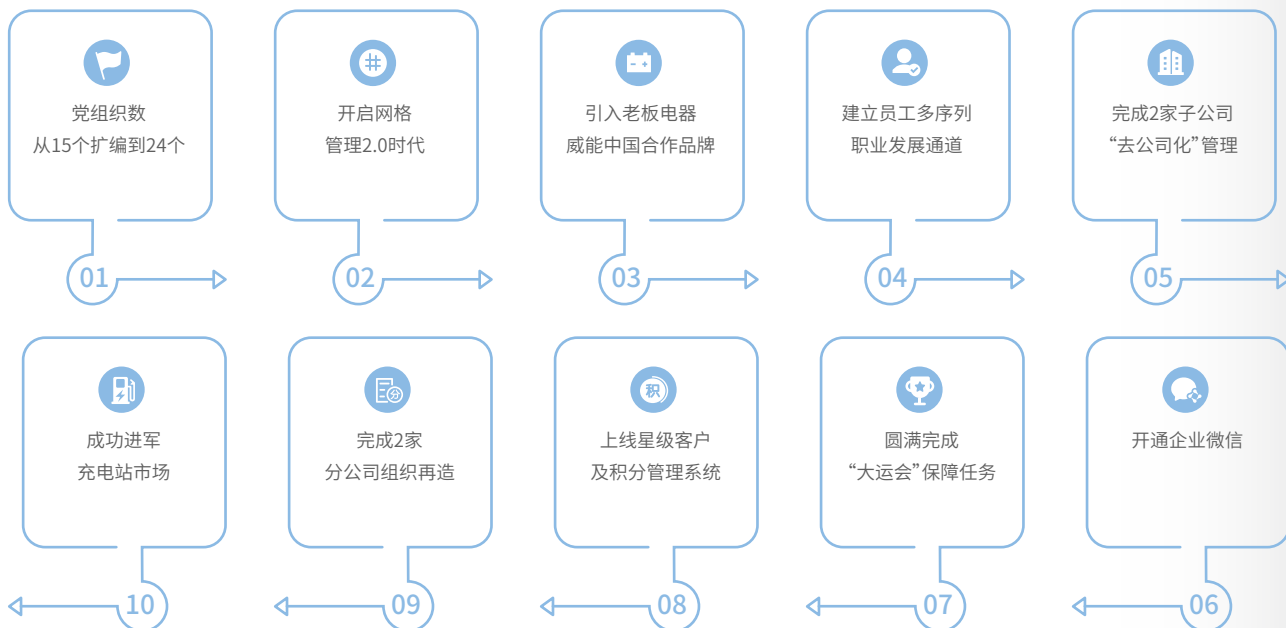 党组织数
从15个扩编到24个
01
开启网格
管理2.0时代
02
引入老板电器
威能中国合作品牌
03
建立员工多序列
职业发展通道
04
完成2家子公司
“去公司化”管理
05
开通企业微信
06
圆满完成
“大运会”保障任务
07
积
上线星级客户
及积分管理系统
08
分
完成2家
分公司组织再造
09
成功进军
充电站市场
10